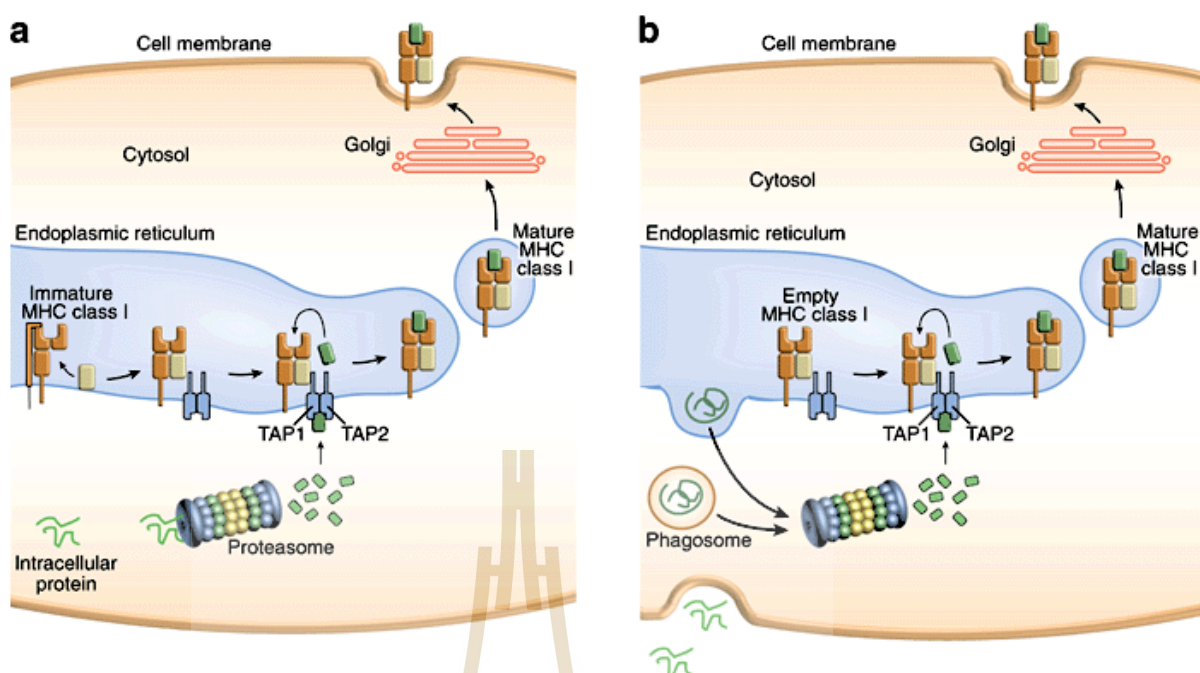 a
Cell membrane
Golgi
Cytosol
Endoplasmic reticulum
Mature
MHC
class I
Immature
MHC class I
TAP1
TAP2
Proteasome
Intracellular
protein
b
Cell membrane
Golgi
Cytosol
Endoplasmic reticulum
Mature
MHC
class I
Empty
MHC class I
TAP1
TAP2
Phagosome